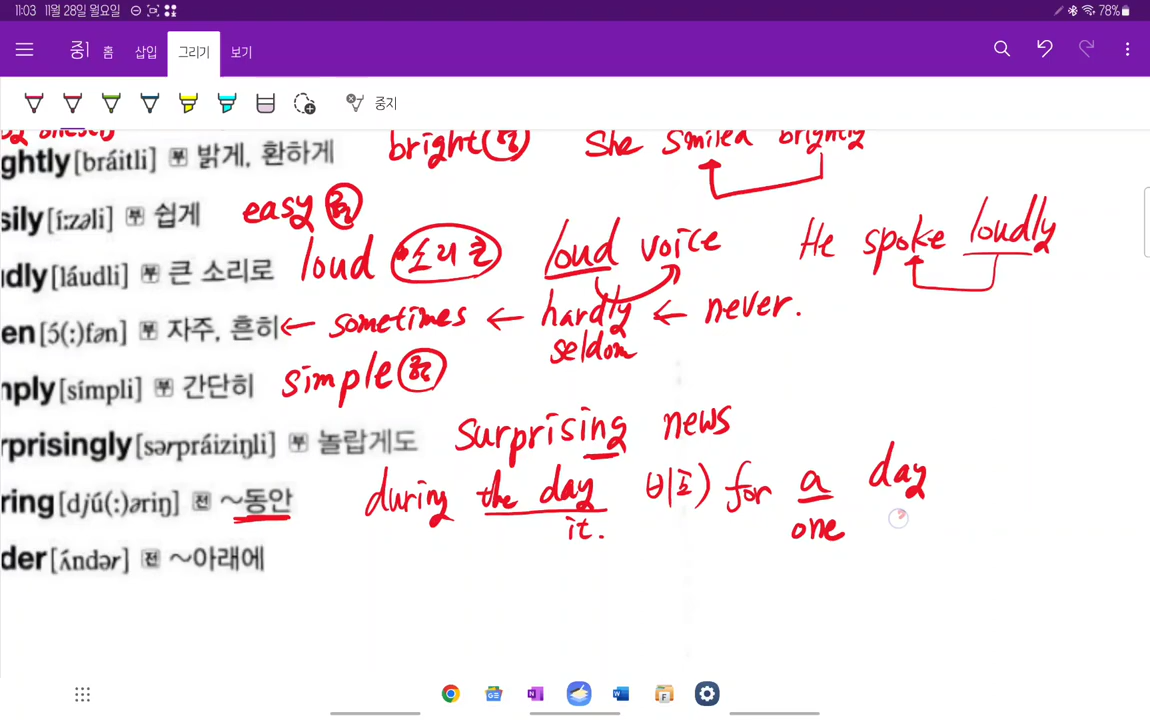 11:03 11월 28일 월요일 78%
중1 홈 삽입 그리기 보기
중지
ghtly[bráitli] 부 밝게, 환하게 bright(형) She smiled brightly
sily[íːzəli] 부 쉽게 easy 형
dly[láudli] 부 큰 소리로 loud 소리 큰 loud voice He spoke loudly
en[ɔ́(ː)fən] 부 자주, 흔히 ← sometimes ← hardly ← never.
seldom
nply[símpli] 부 간단히 simple 형
rprisingly[sərpráiziŋli] 부 놀랍게도 surprising news
ring[djú(ː)əriŋ] 전 ~동안 during the day 비교) for a day
it. one
der[ʌ́ndər] 전 ~아래에